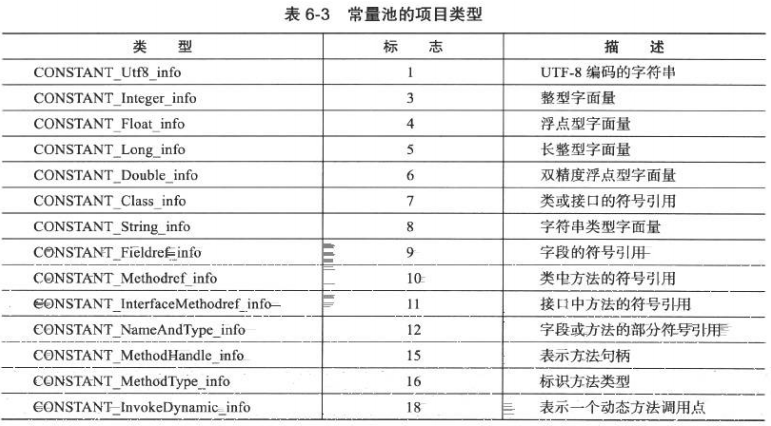 表 6-3 常量池的项目类型
类 型 标 志 描 述
CONSTANT_Utf8_info 1 UTF-8 编码的字符串
CONSTANT_Integer_info 3 整型字面量
CONSTANT_Float_info 4 浮点型字面量
CONSTANT_Long_info 5 长整型字面量
CONSTANT_Double_info 6 双精度浮点型字面量
CONSTANT_Class_info 7 类或接口的符号引用
CONSTANT_String_info 8 字符串类型字面量
CONSTANT_Fieldref_info 9 字段的符号引用
CONSTANT_Methodref_info 10 类中方法的符号引用
CONSTANT_InterfaceMethodref_info 11 接口中方法的符号引用
CONSTANT_NameAndType_info 12 字段或方法的部分符号引用
CONSTANT_MethodHandle_info 15 表示方法句柄
CONSTANT_MethodType_info 16 标识方法类型
CONSTANT_InvokeDynamic_info 18 表示一个动态方法调用点